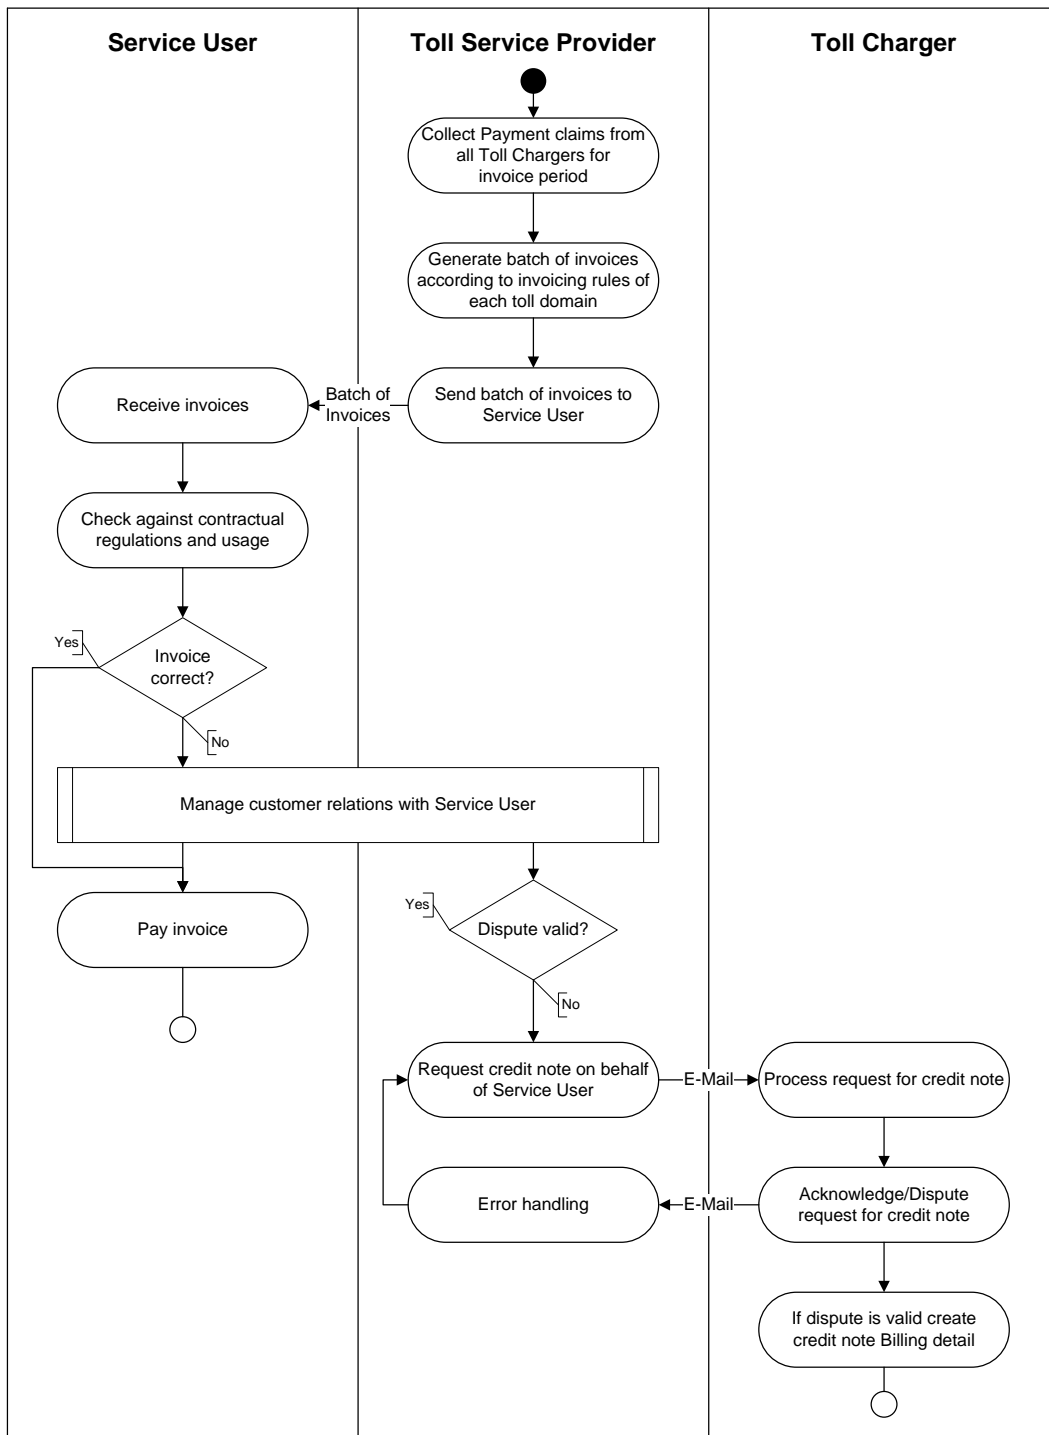 Service User
Toll Service Provider
Toll Charger
Collect Payment claims from
all Toll Chargers for
invoice period
Generate batch of invoices
according to invoicing rules of
each toll domain
Receive invoices
Batch of
Invoices
Send batch of invoices to
Service User
Check against contractual
regulations and usage
Yes
Invoice
correct?
No
Manage customer relations with Service User
Yes
Pay invoice
Dispute valid?
No
Request credit note on behalf
of Service User
E-Mail
Process request for credit note
Error handling
E-Mail
Acknowledge/Dispute
request for credit note
If dispute is valid create
credit note Billing detail